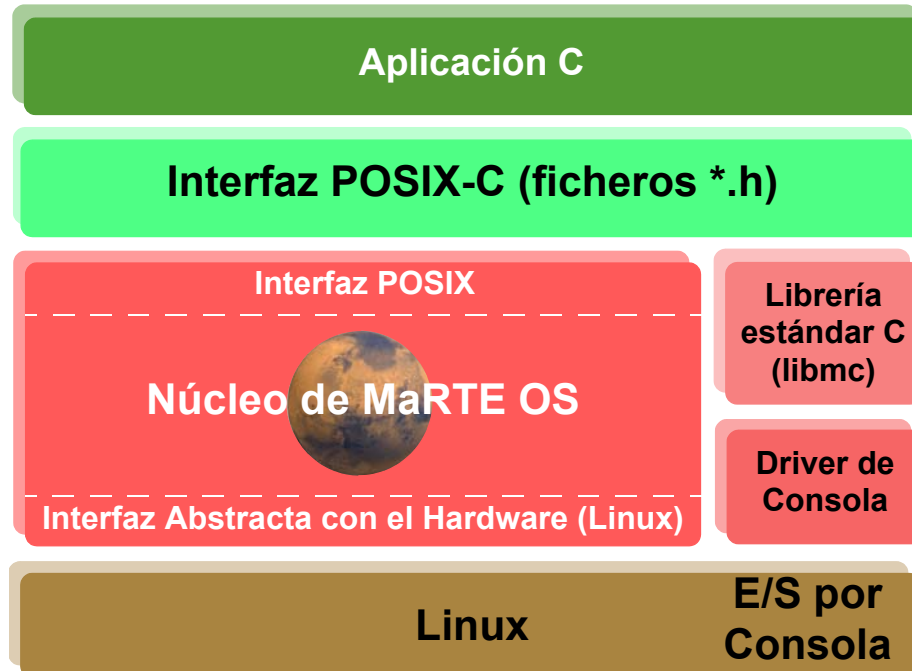 Aplicación C
Interfaz POSIX-C (ficheros *.h)
Interfaz POSIX
Núcleo de MaRTE OS
Interfaz Abstracta con el Hardware (Linux)
Librería
estándar C
(libmc)
Driver de
Consola
Linux
E/S por
Consola